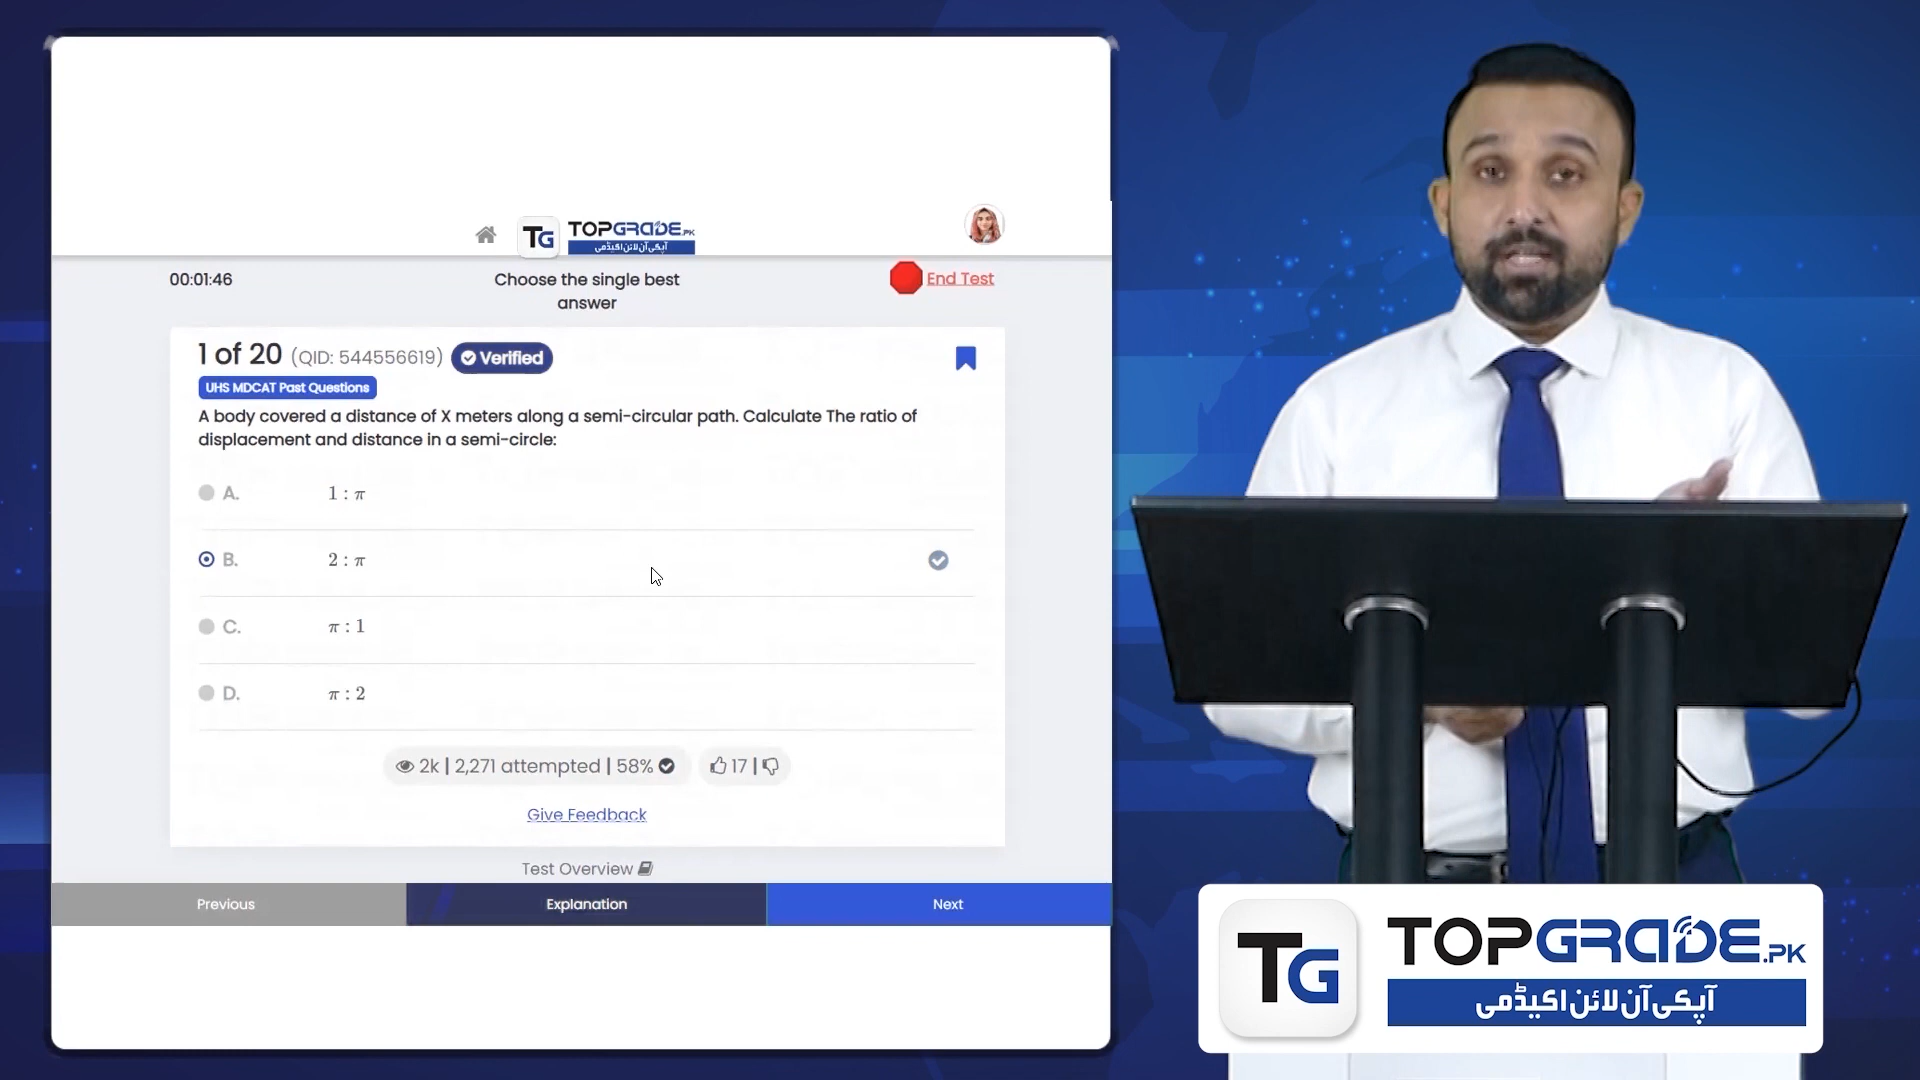 TG TOPGRADE.PK
آپکی آن لائن اکیڈمی
00:01:46
Choose the single best
answer
End Test
1 of 20 (QID: 544556619) Verified
UHS MDCAT Past Questions
A body covered a distance of X meters along a semi-circular path. Calculate The ratio of
displacement and distance in a semi-circle:
A. 1 : π
B. 2 : π
C. π : 1
D. π : 2
2k | 2,271 attempted | 58%
17 |
Give Feedback
Test Overview
Previous
Explanation
Next
TG TOPGRADE.PK
آپکی آن لائن اکیڈمی